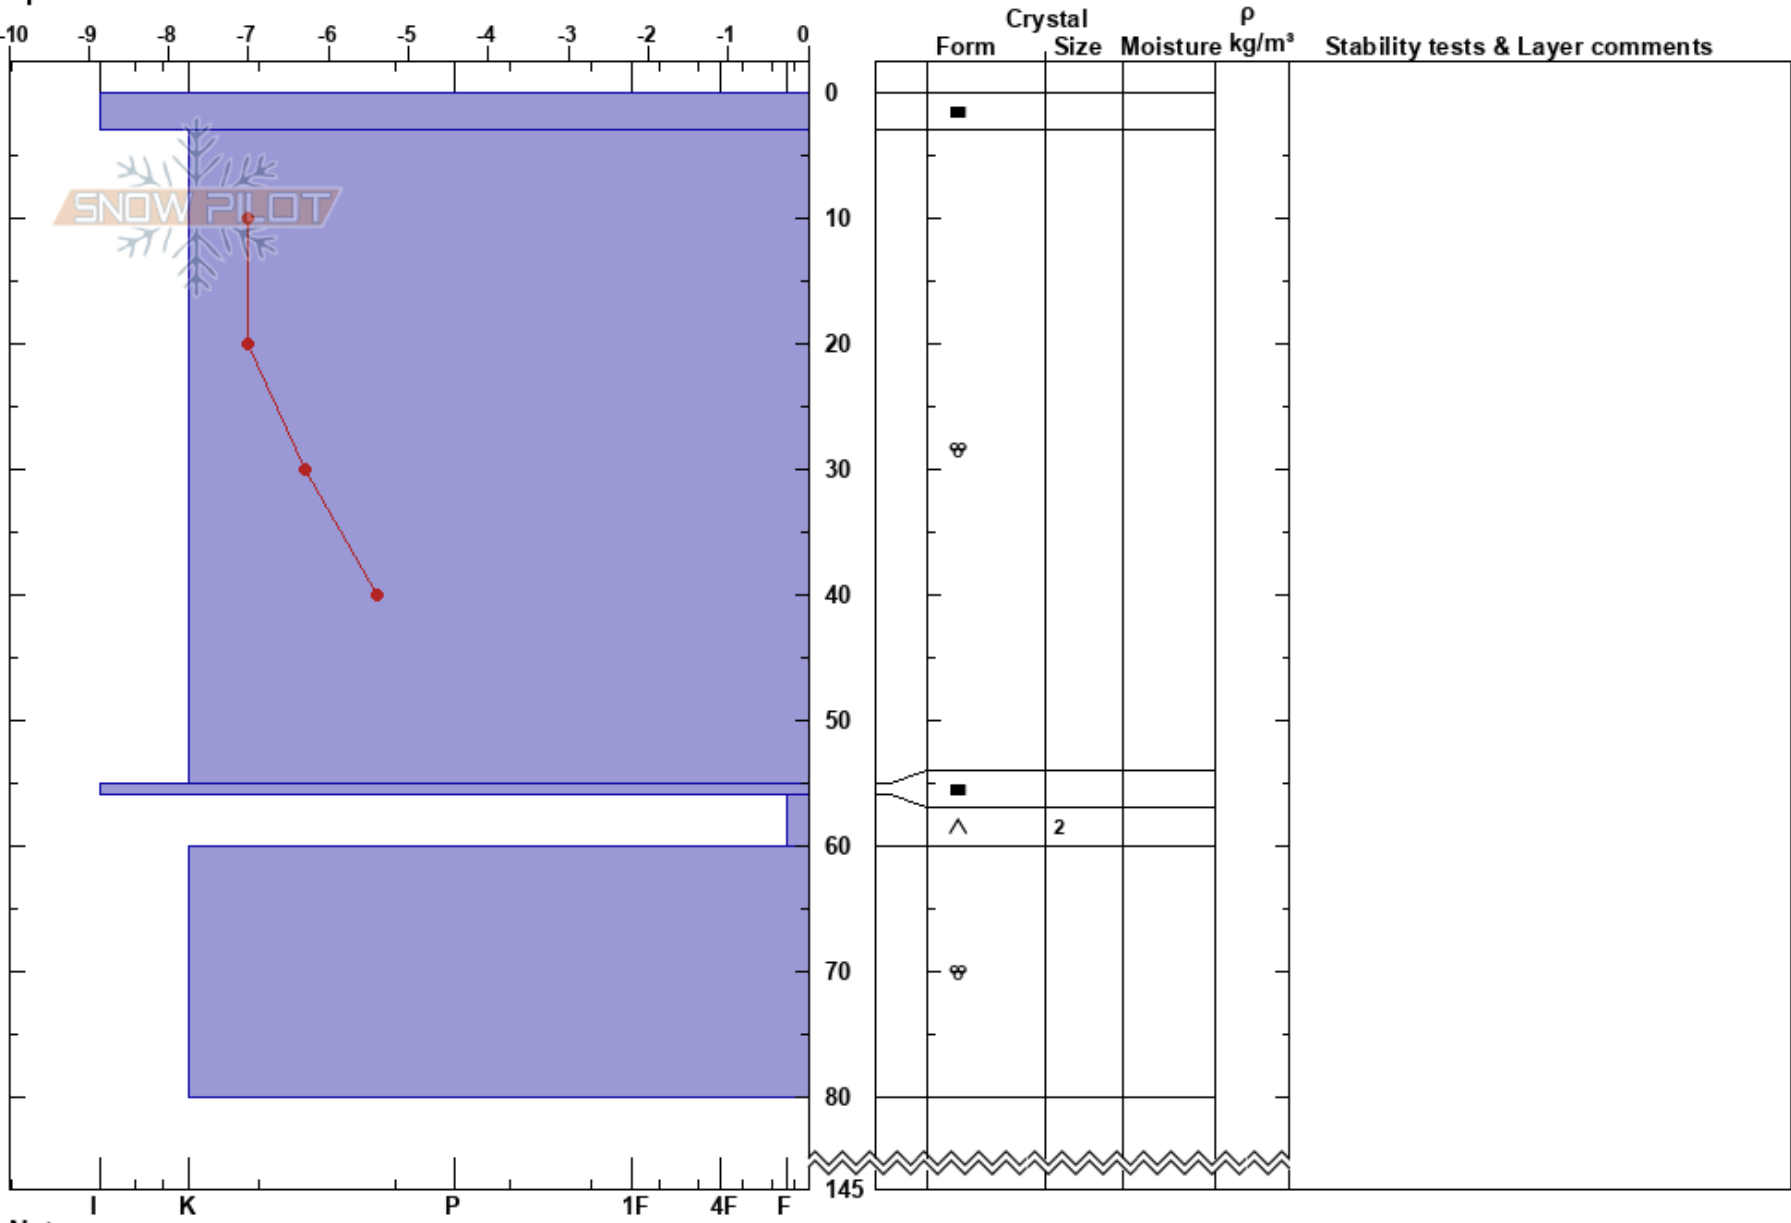 Crystal ρ
-10 -9 -8 -7 -6 -5 -4 -3 -2 -1 0
Form Size Moisture kg/m³ Stability tests & Layer comments
0
SNOW PILOT
10
20
30
40
50
2
60
70
80
145
I K P 1F 4F F